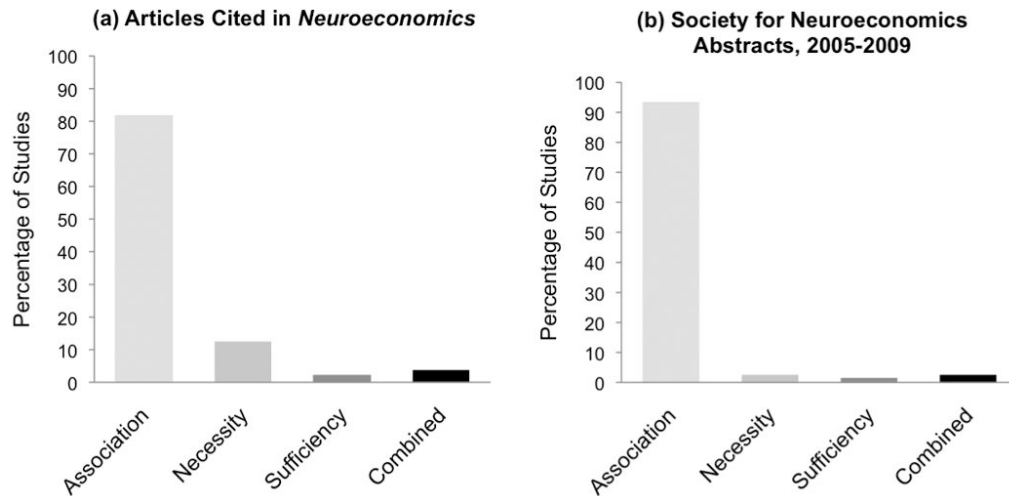 (a) Articles Cited in Neuroeconomics
Percentage of Studies
100
90
80
70
60
50
40
30
20
10
0
Association
Necessity
Sufficiency
Combined
(b) Society for Neuroeconomics
Abstracts, 2005-2009
Percentage of Studies
100
90
80
70
60
50
40
30
20
10
0
Association
Necessity
Sufficiency
Combined